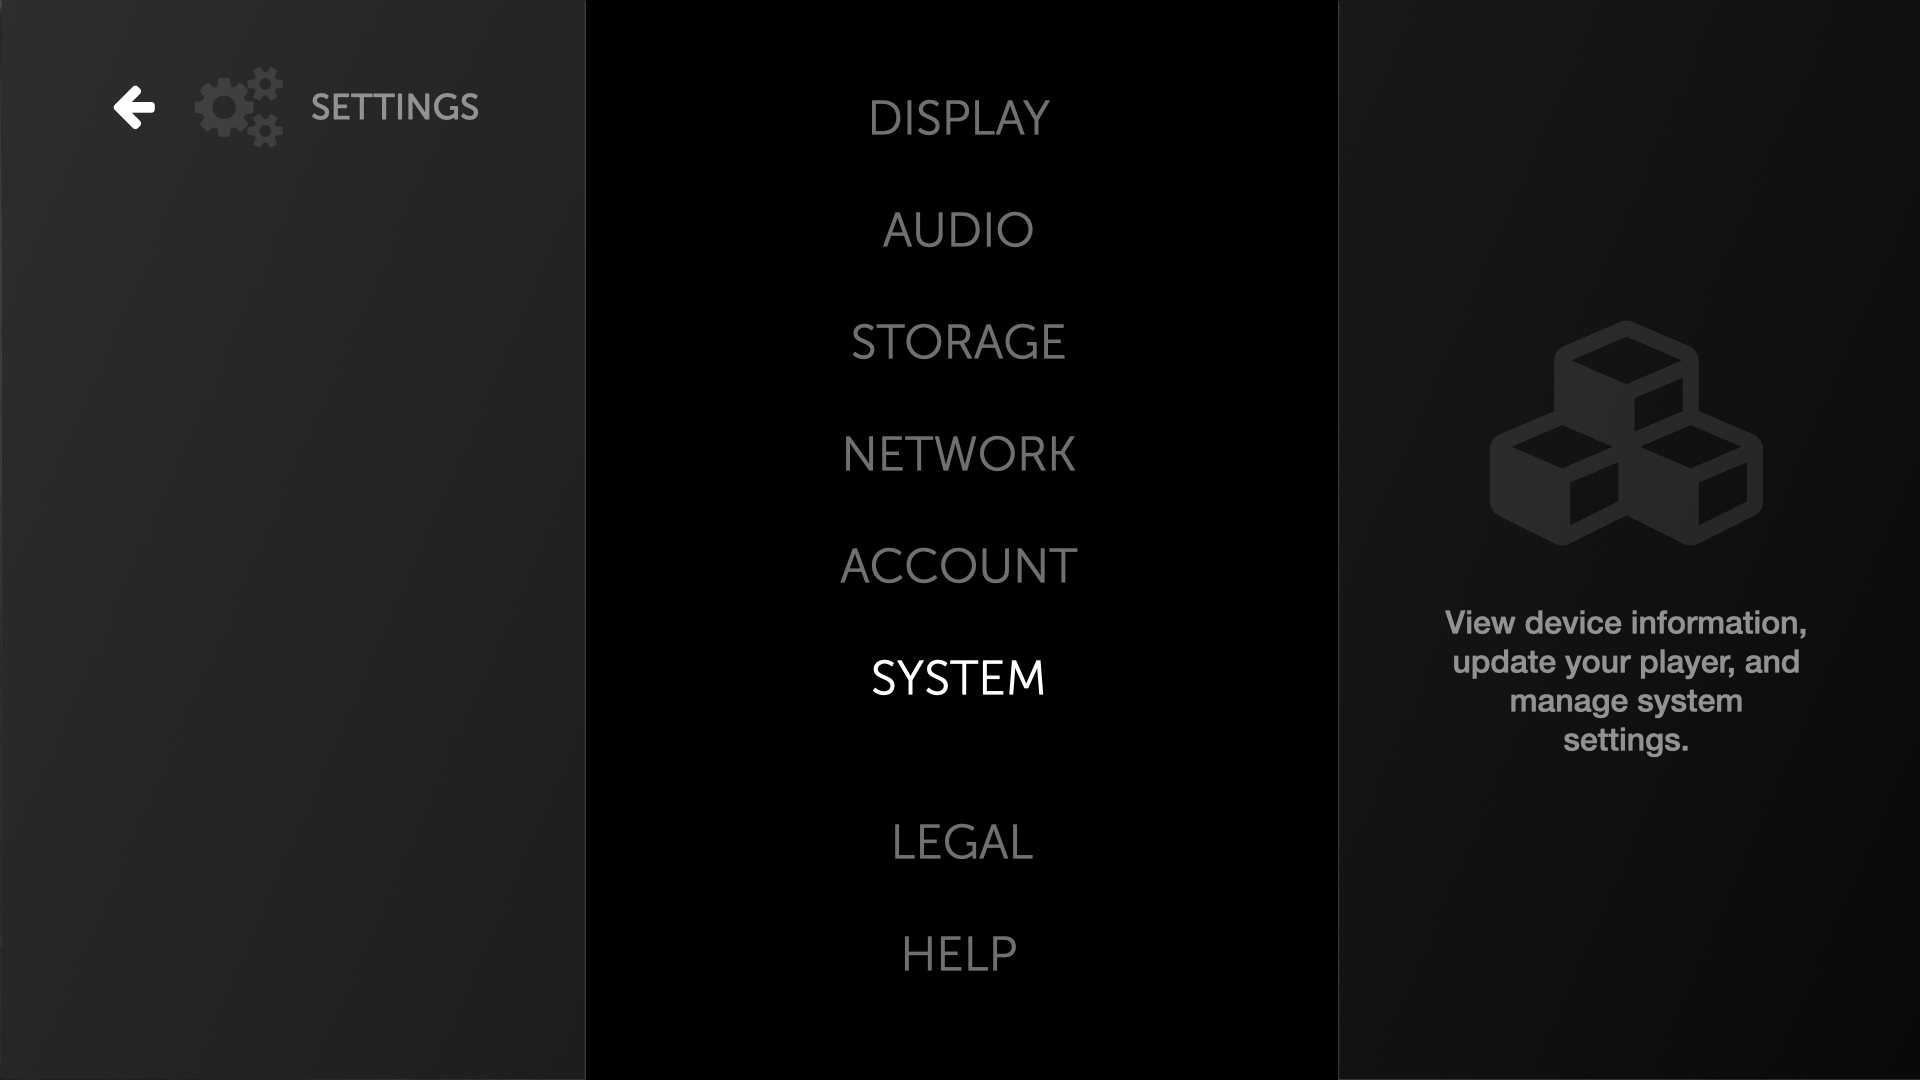 SETTINGS
DISPLAY
AUDIO
STORAGE
NETWORK
ACCOUNT
SYSTEM
LEGAL
HELP
View device information,
update your player, and
manage system
settings.